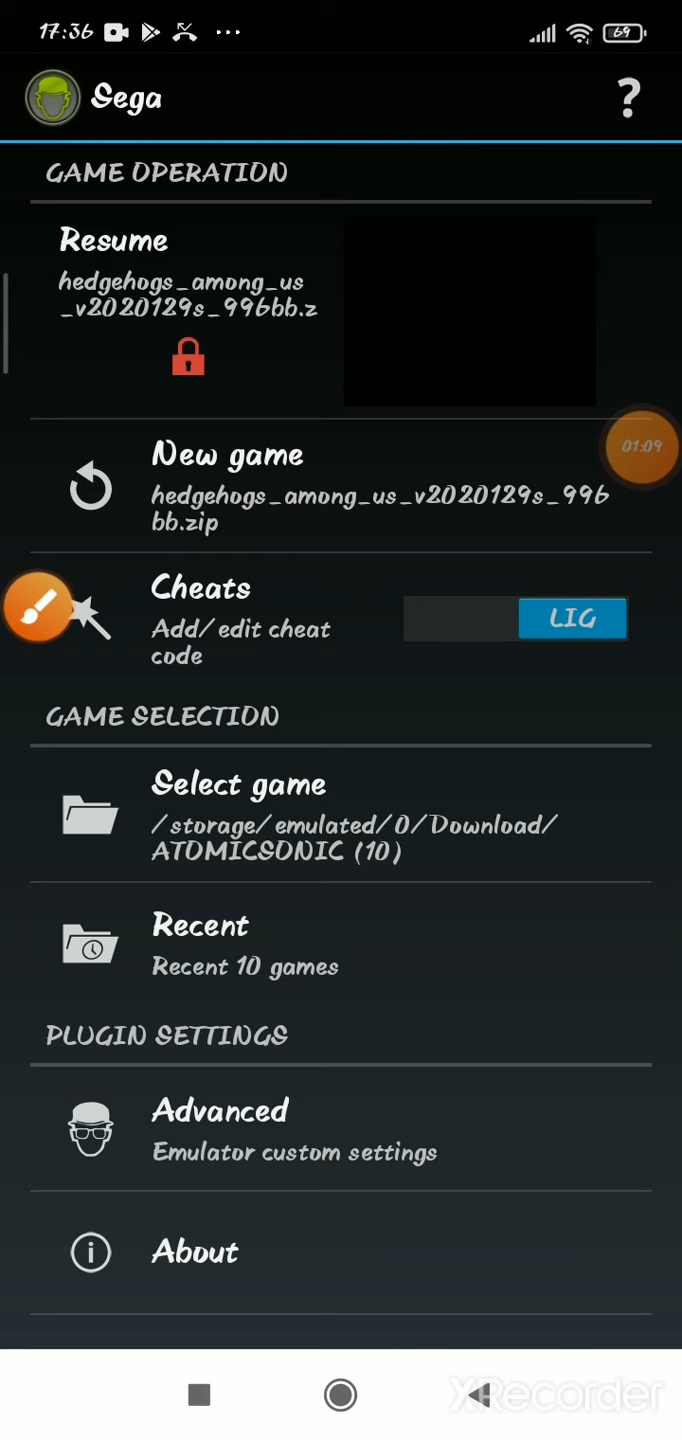 17:36
69
Sega
?
GAME OPERATION
Resume
hedgehogs_among_us
_v2020129s_996bb.z
New game
01:09
hedgehogs_among_us_v2020129s_996
bb.zip
Cheats
LIG
Add/edit cheat
code
GAME SELECTION
Select game
/storage/emulated/0/Download/
ATOMICSONIC (10)
Recent
Recent 10 games
PLUGIN SETTINGS
Advanced
Emulator custom settings
About
XRecorder